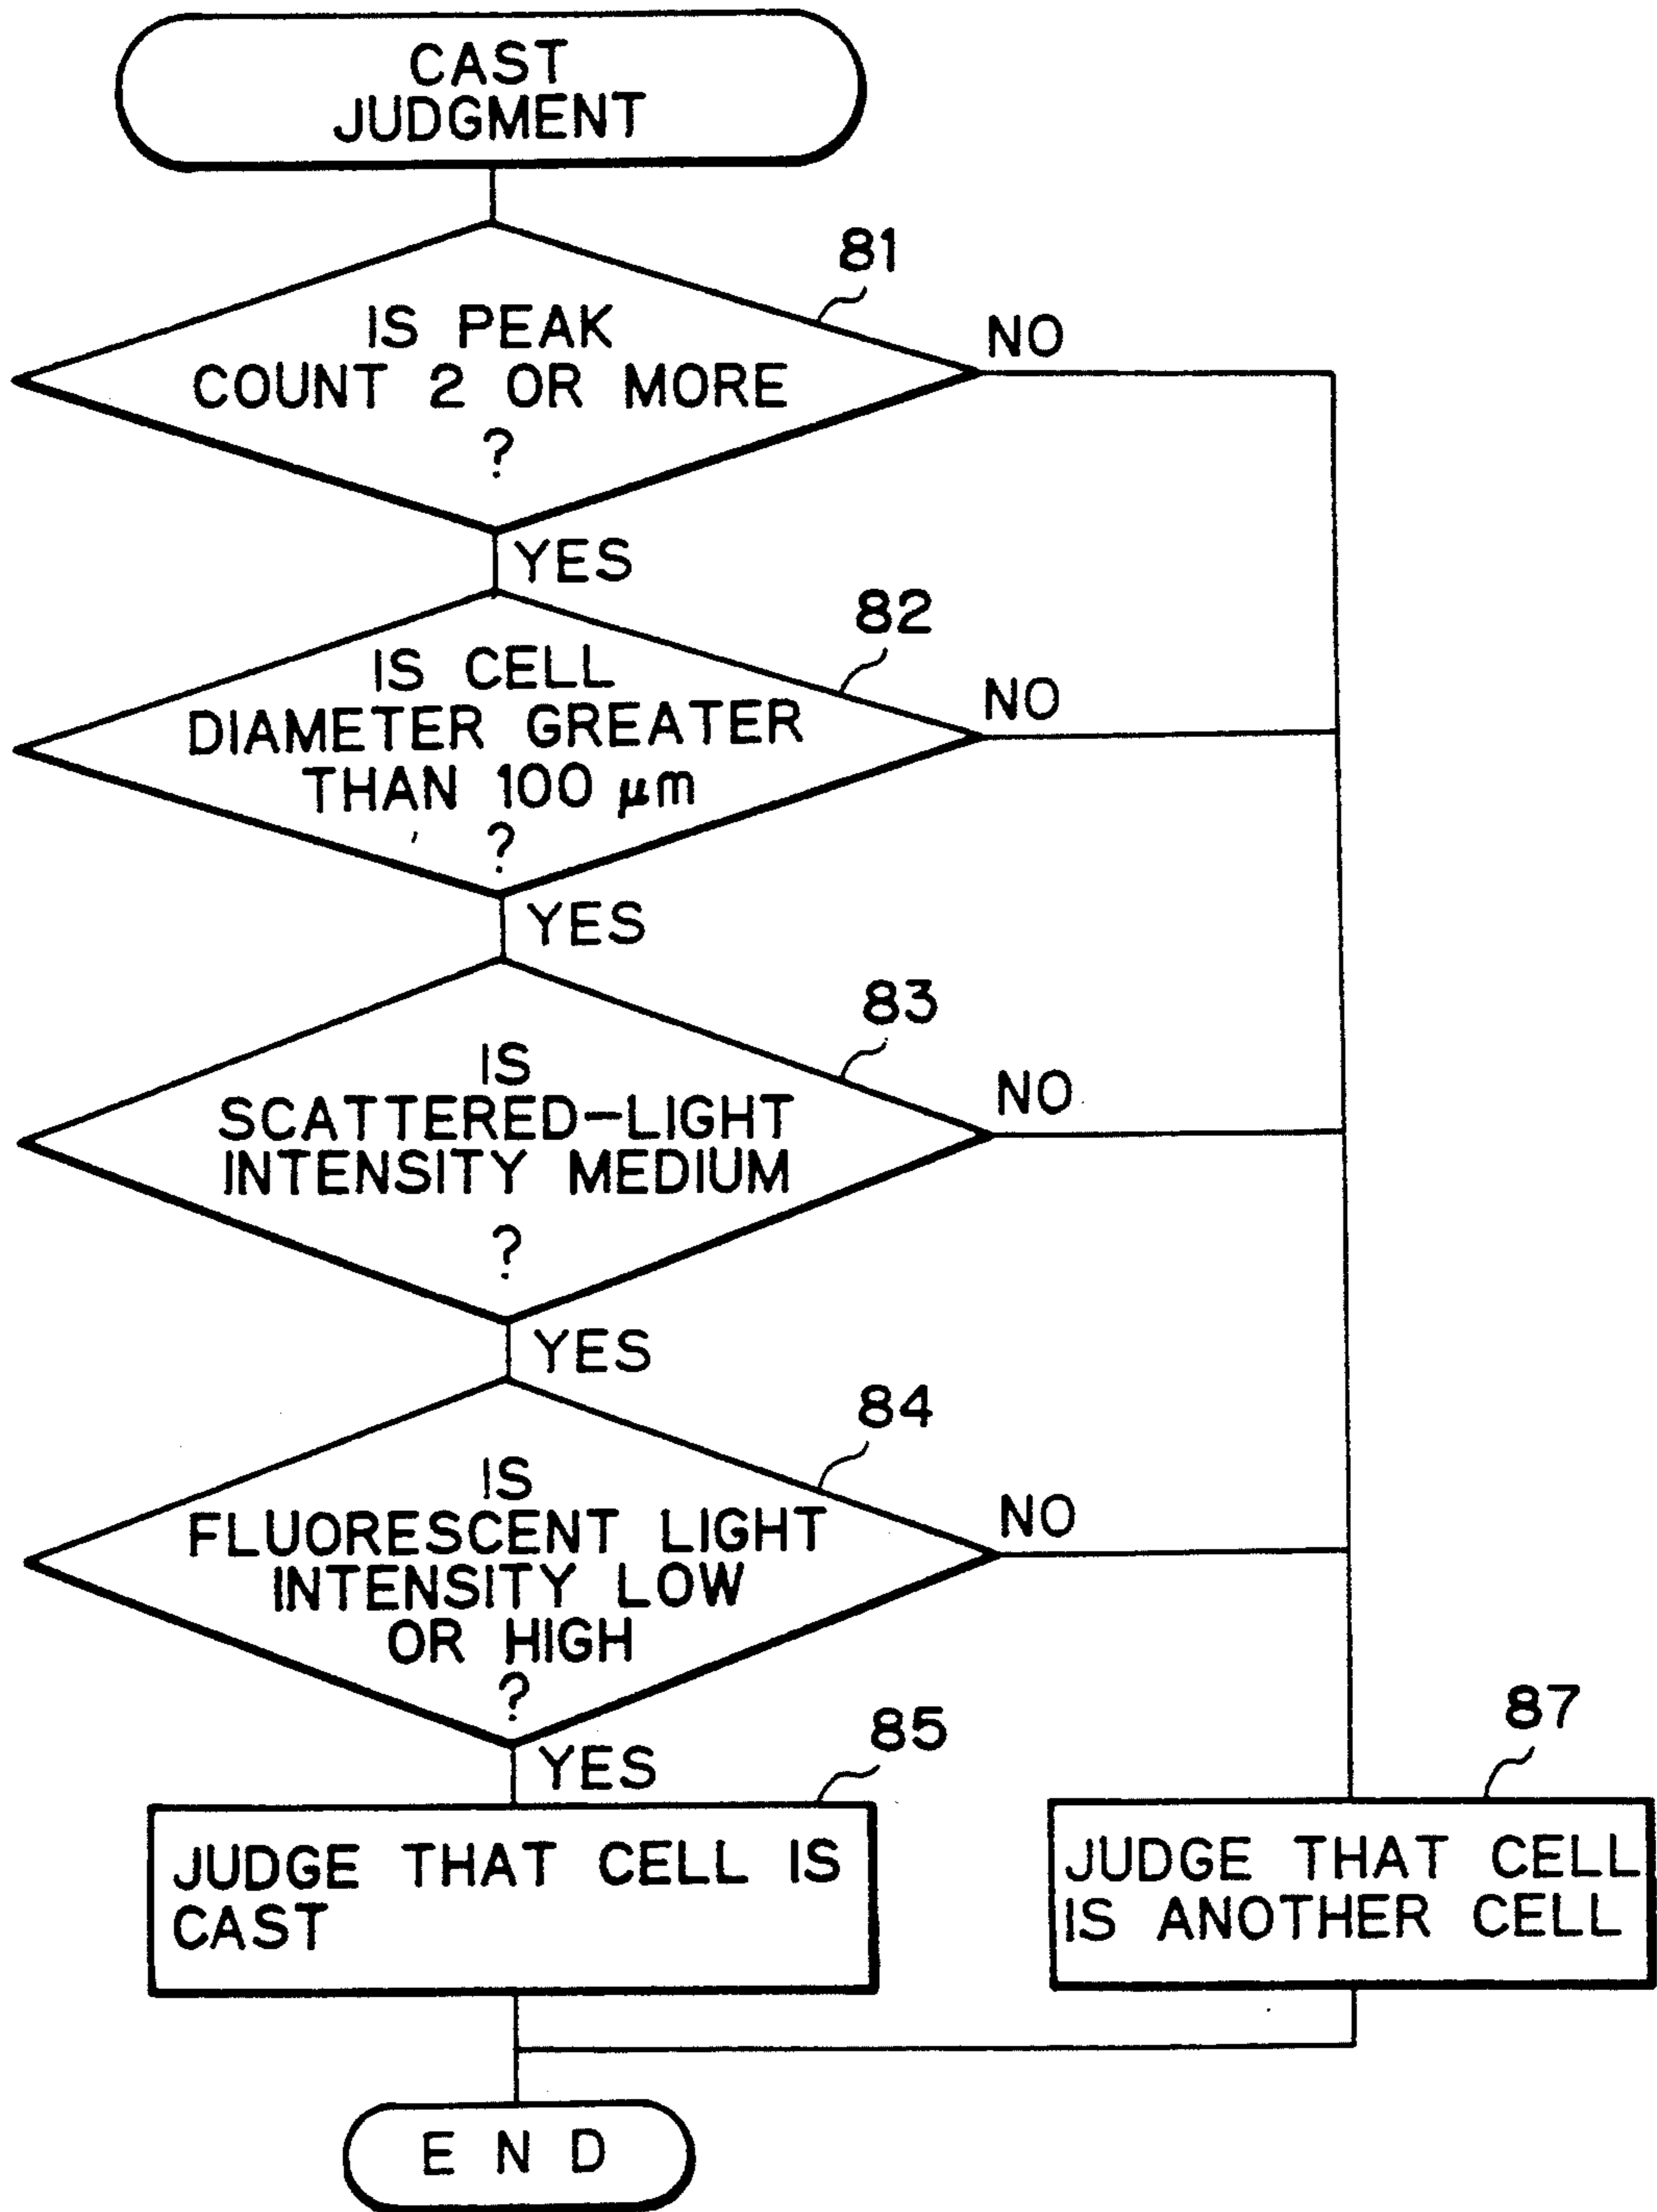 CAST
JUDGMENT
81
IS PEAK
COUNT 2 OR MORE
?
NO
YES
82
IS CELL
DIAMETER GREATER
THAN 100 μm
?
NO
YES
83
IS
SCATTERED-LIGHT
INTENSITY MEDIUM
?
NO
YES
84
IS
FLUORESCENT LIGHT
INTENSITY LOW
OR HIGH
?
NO
YES
85
JUDGE THAT CELL IS
CAST
87
JUDGE THAT CELL
IS ANOTHER CELL
END